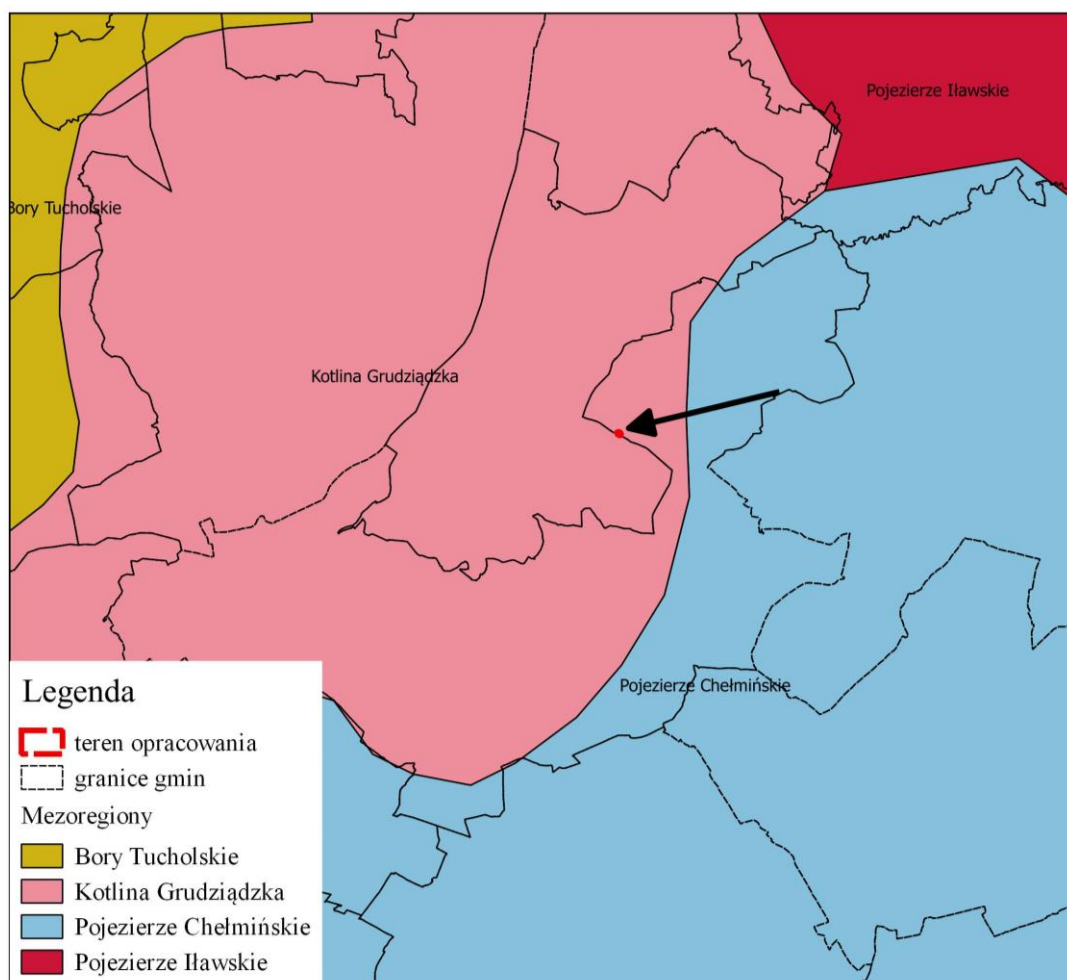 Pojezierze Iławskie
Bory Tucholskie
Kotlina Grudziądzka
Pojezierze Chełmińskie
Legenda
teren opracowania
granice gmin
Mezoregiony
Bory Tucholskie
Kotlina Grudziądzka
Pojezierze Chełmińskie
Pojezierze Iławskie